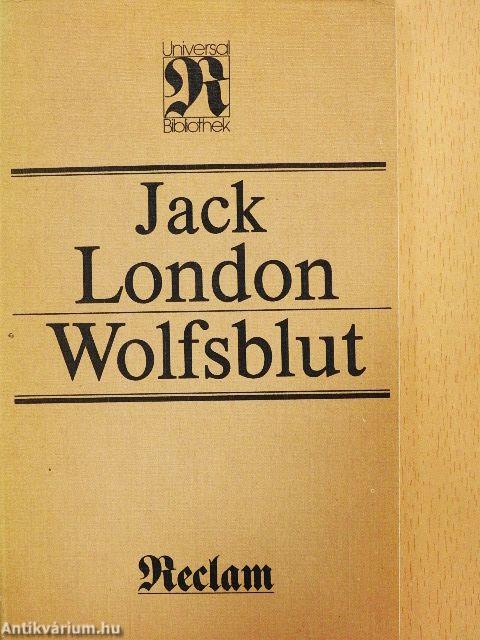 Universal
R
Bibliothek
Jack
London
Wolfsblut
Reclam
Antikvárium.hu